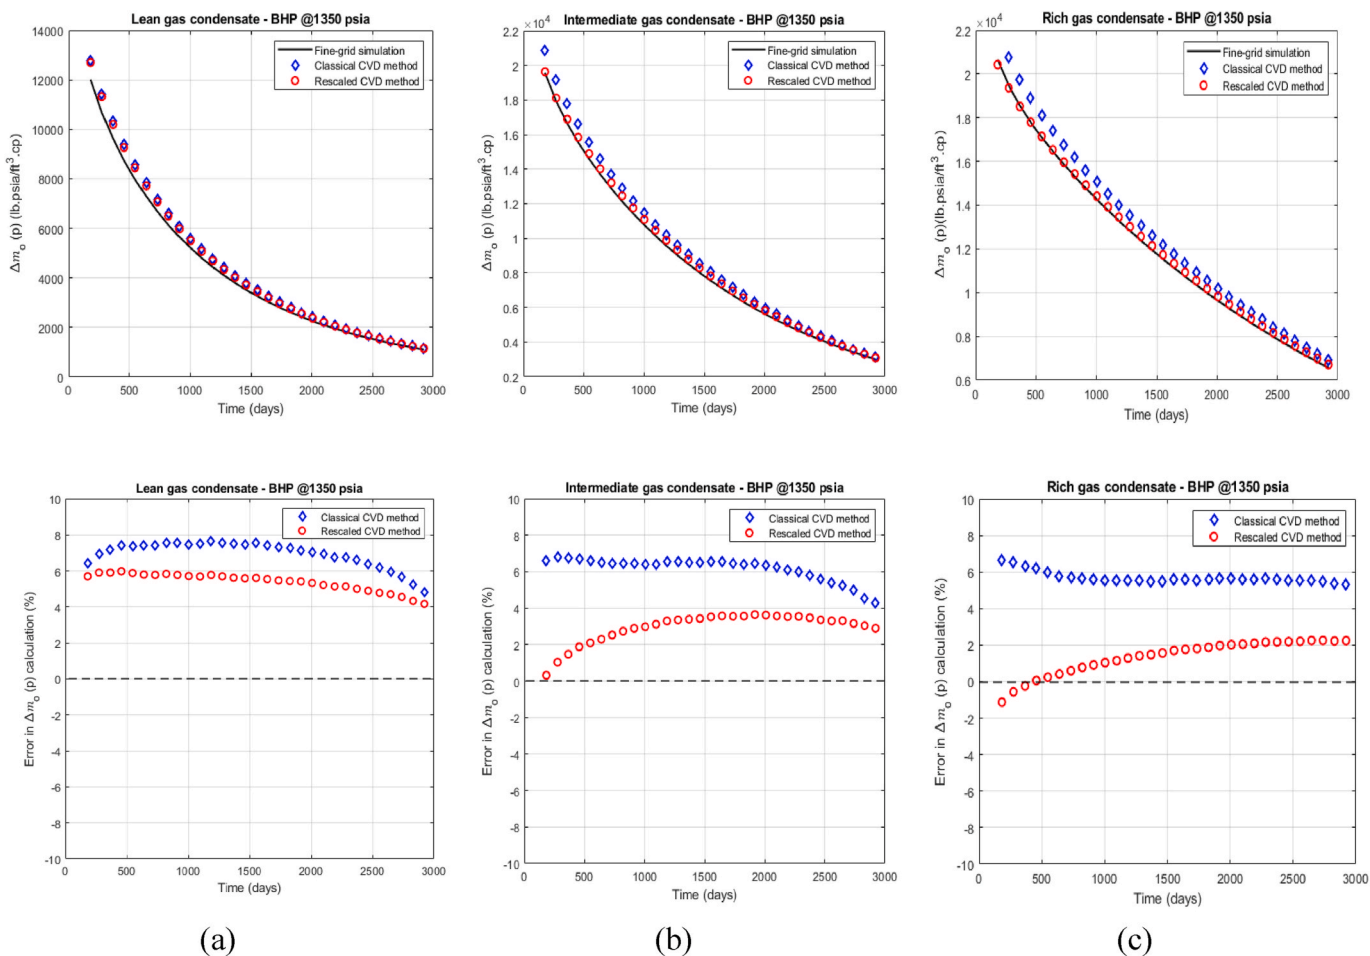 Lean gas condensate - BHP @1350 psia
14000
12000
10000
8000
6000
4000
2000
0
0 500 1000 1500 2000 2500 3000
Δm₀ (p) (lb.psia/ft³.cp)
Time (days)
Fine-grid simulation
Classical CVD method
Rescaled CVD method
Intermediate gas condensate - BHP @1350 psia
×10⁴
2.2
2
1.8
1.6
1.4
1.2
1
0.8
0.6
0.4
0.2
0 500 1000 1500 2000 2500 3000
Δmₒ (p) (lb.psia/ft³.cp)
Time (days)
Fine-grid simulation
Classical CVD method
Rescaled CVD method
Rich gas condensate - BHP @1350 psia
×10⁴
2.2
2
1.8
1.6
1.4
1.2
1
0.8
0.6
0 500 1000 1500 2000 2500 3000
Δmₒ (p)(lb.psia/ft³.cp)
Time (days)
Fine-grid simulation
Classical CVD method
Rescaled CVD method
Lean gas condensate - BHP @1350 psia
10
8
6
4
2
0
-2
-4
-6
-8
-10
0 500 1000 1500 2000 2500 3000
Error in Δmₒ (p) calculation (%)
Time (days)
Classical CVD method
Rescaled CVD method
Intermediate gas condensate - BHP @1350 psia
10
8
6
4
2
0
-2
-4
-6
-8
-10
0 500 1000 1500 2000 2500 3000
Error in Δmₒ (p) calculation (%)
Time (days)
Classical CVD method
Rescaled CVD method
Rich gas condensate - BHP @1350 psia
10
8
6
4
2
0
-2
-4
-6
-8
-10
0 500 1000 1500 2000 2500 3000
Error in Δmₒ (p) calculation (%)
Time (days)
Classical CVD method
Rescaled CVD method
(a) (b) (c)